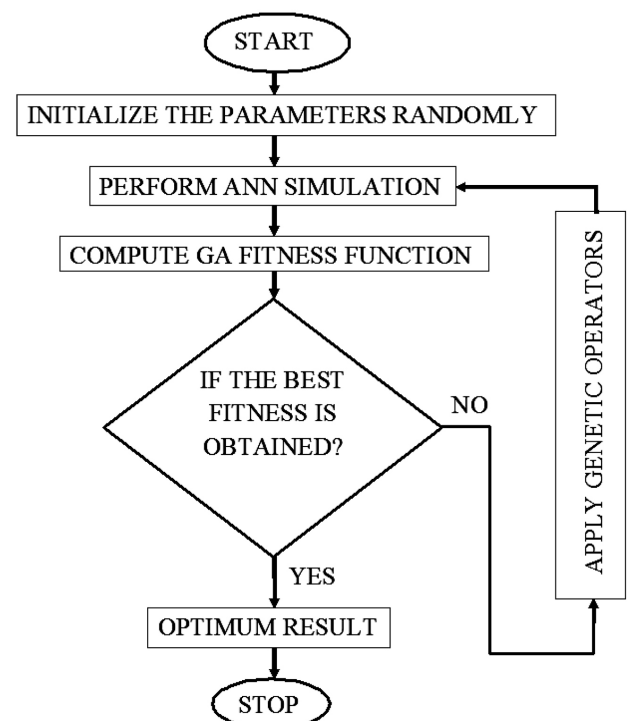 START
INITIALIZE THE PARAMETERS RANDOMLY
PERFORM ANN SIMULATION
COMPUTE GA FITNESS FUNCTION
IF THE BEST
FITNESS IS
OBTAINED?
NO
APPLY GENETIC OPERATORS
YES
OPTIMUM RESULT
STOP